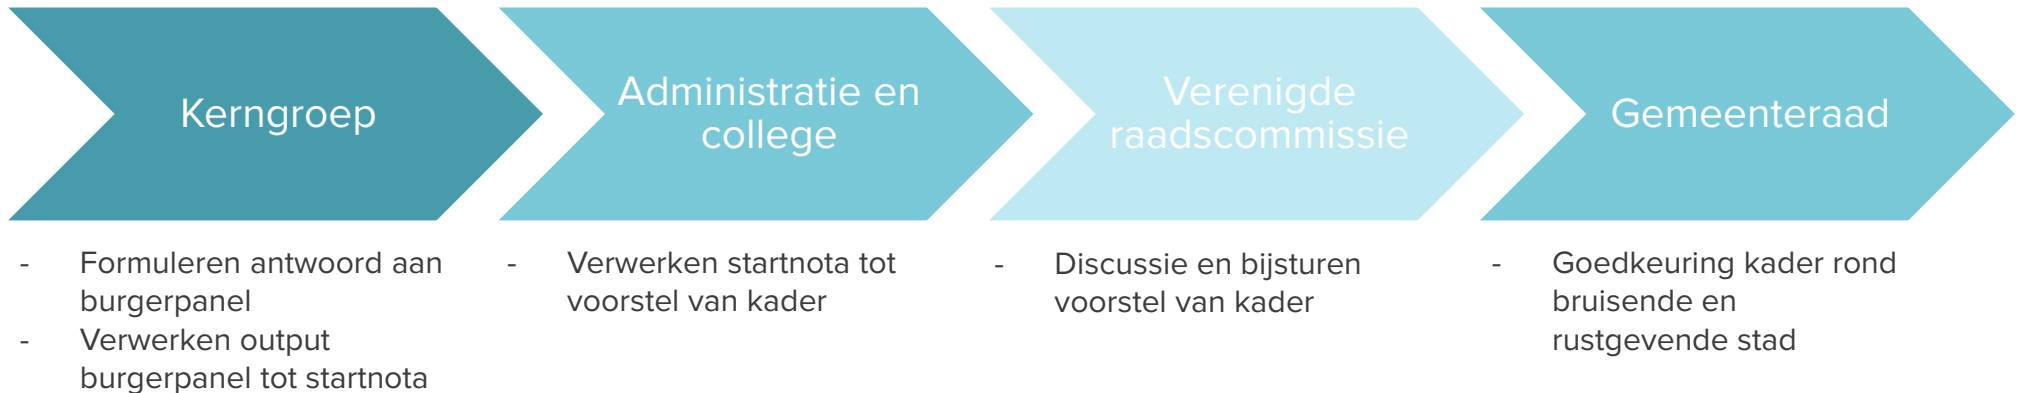 Kerngroep
- Formuleren antwoord aan
burgerpanel
- Verwerken output
burgerpanel tot startnota
Administratie en
college
- Verwerken startnota tot
voorstel van kader
Verenigde
raadscommissie
- Discussie en bijsturen
voorstel van kader
Gemeenteraad
- Goedkeuring kader rond
bruisende en
rustgevende stad